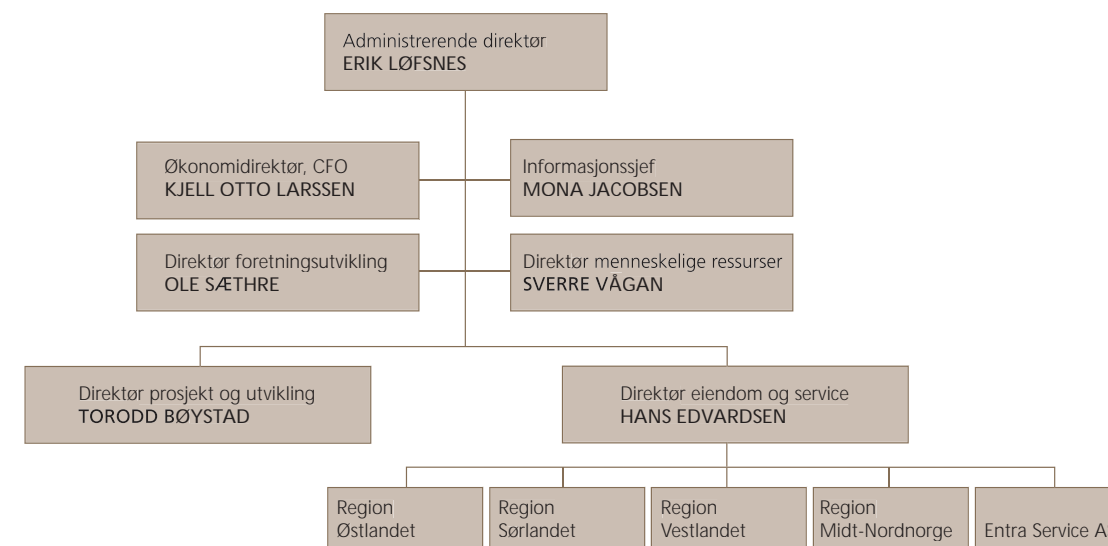 Administrerende direktør
ERIK LØFSNES
Økonomidirektør, CFO
KJELL OTTO LARSSEN
Informasjonssjef
MONA JACOBSEN
Direktør foretningsutvikling
OLE SÆTHRE
Direktør menneskelige ressurser
SVERRE VÅGAN
Direktør prosjekt og utvikling
TORODD BØYSTAD
Direktør eiendom og service
HANS EDVARDSEN
Region
Østlandet
Region
Sørlandet
Region
Vestlandet
Region
Midt-Nordnorge
Entra Service A